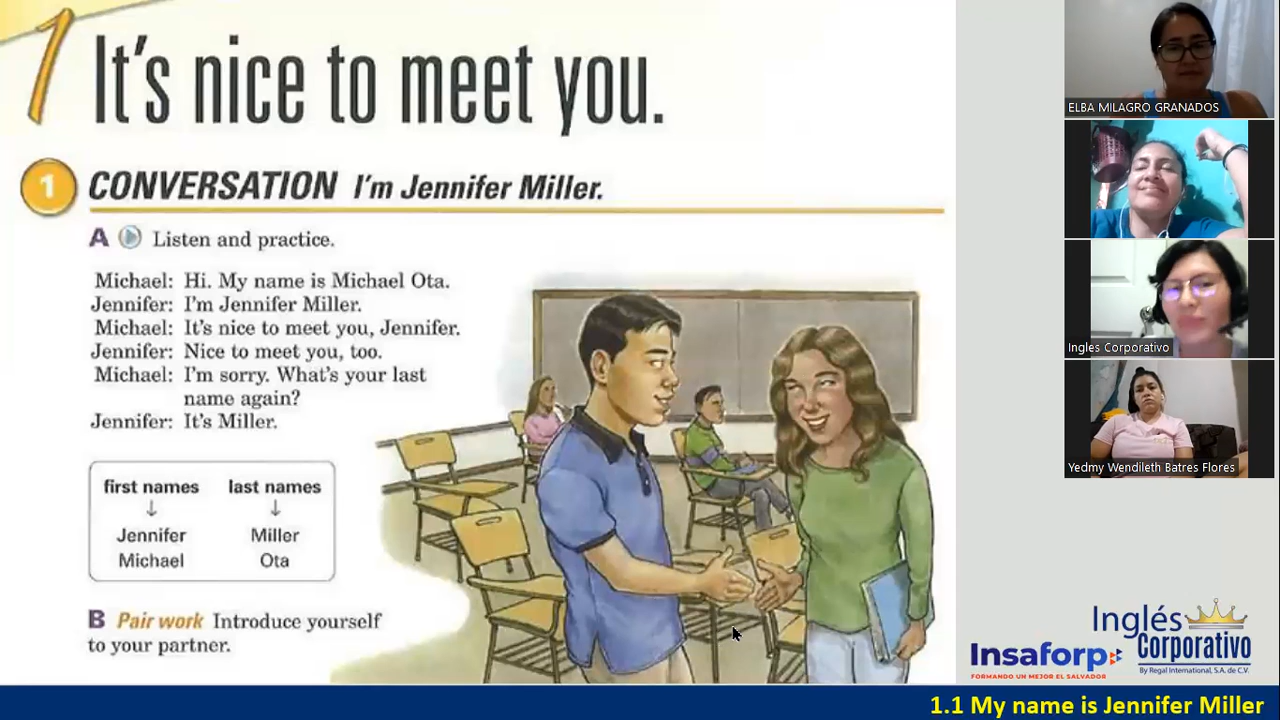 1 It's nice to meet you.
1 CONVERSATION I'm Jennifer Miller.
A Listen and practice.
Michael: Hi. My name is Michael Ota.
Jennifer: I'm Jennifer Miller.
Michael: It's nice to meet you, Jennifer.
Jennifer: Nice to meet you, too.
Michael: I'm sorry. What's your last
name again?
Jennifer: It's Miller.
first names last names
↓ ↓
Jennifer Miller
Michael Ota
B Pair work Introduce yourself
to your partner.
ELBA MILAGRO GRANADOS
Ingles Corporativo
Yedmy Wendileth Batres Flores
Insaforp
FORMANDO UN MEJOR EL SALVADOR
Inglés
Corporativo
By Regal International, S.A. de C.V.
1.1 My name is Jennifer Miller